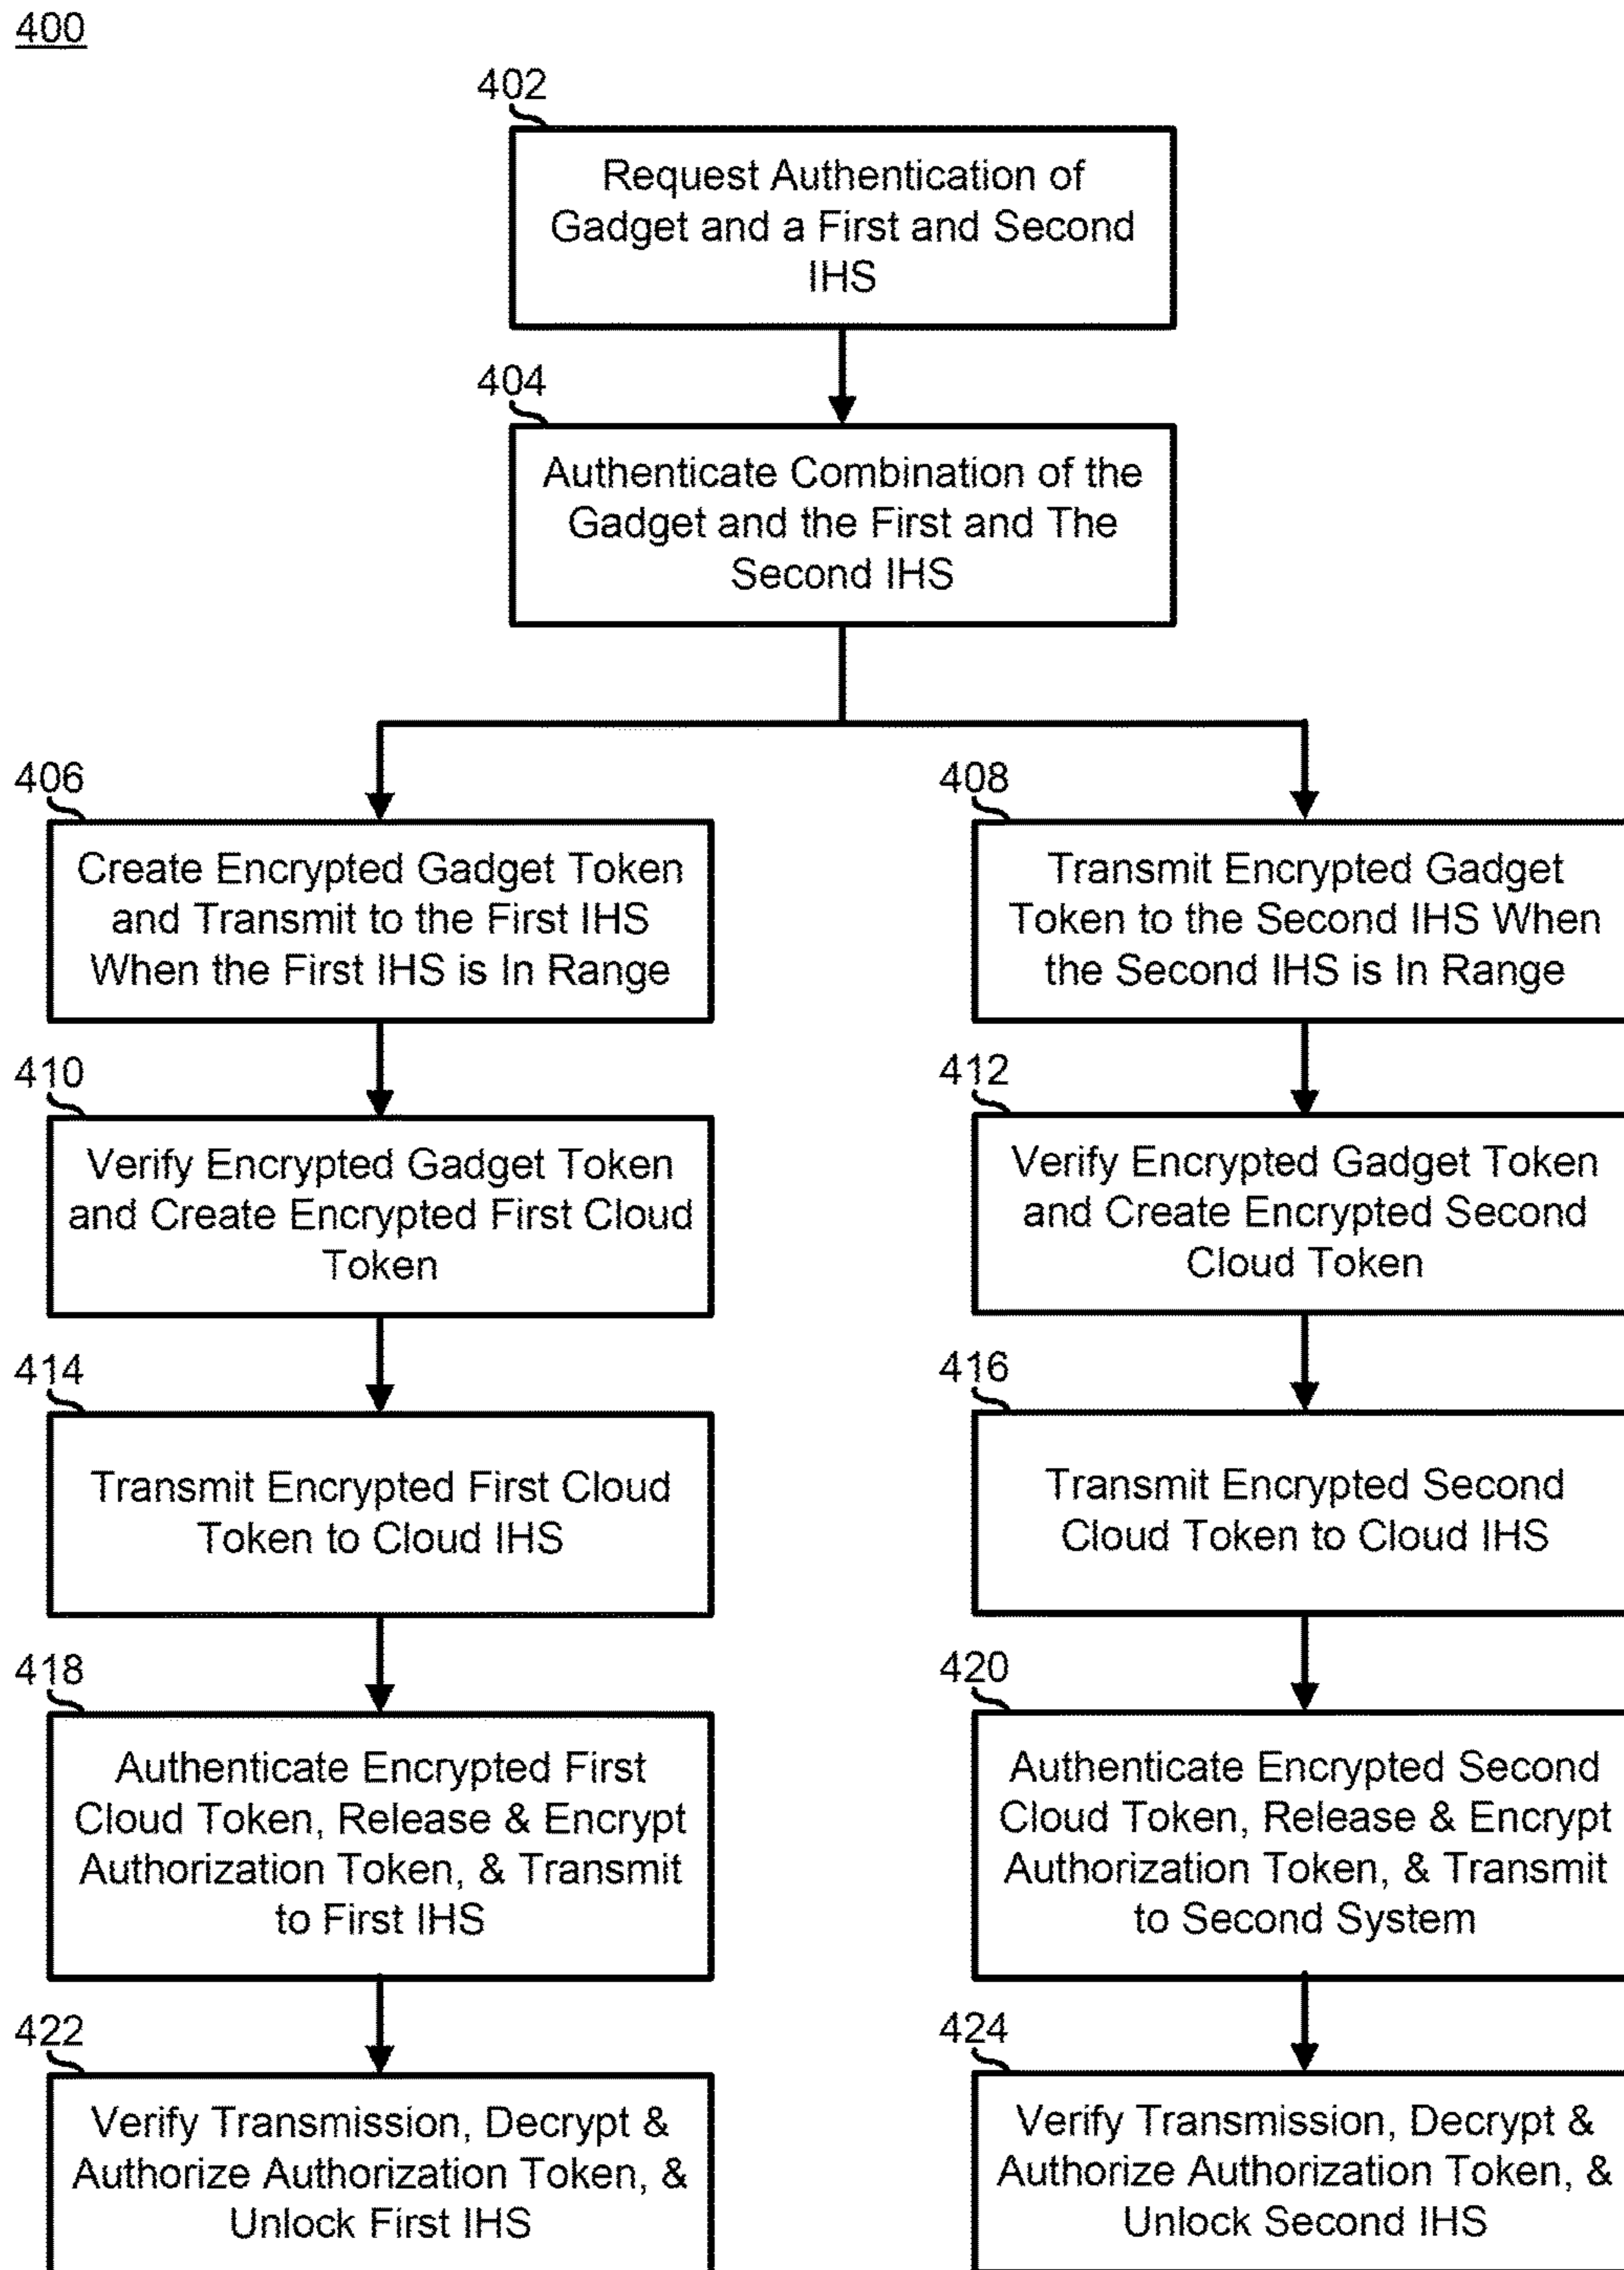 400
402
Request Authentication of
Gadget and a First and Second
IHS
404
Authenticate Combination of the
Gadget and the First and The
Second IHS
406
Create Encrypted Gadget Token
and Transmit to the First IHS
When the First IHS is In Range
408
Transmit Encrypted Gadget
Token to the Second IHS When
the Second IHS is In Range
410
Verify Encrypted Gadget Token
and Create Encrypted First Cloud
Token
412
Verify Encrypted Gadget Token
and Create Encrypted Second
Cloud Token
414
Transmit Encrypted First Cloud
Token to Cloud IHS
416
Transmit Encrypted Second
Cloud Token to Cloud IHS
418
Authenticate Encrypted First
Cloud Token, Release & Encrypt
Authorization Token, & Transmit
to First IHS
420
Authenticate Encrypted Second
Cloud Token, Release & Encrypt
Authorization Token, & Transmit
to Second System
422
Verify Transmission, Decrypt &
Authorize Authorization Token, &
Unlock First IHS
424
Verify Transmission, Decrypt &
Authorize Authorization Token, &
Unlock Second IHS